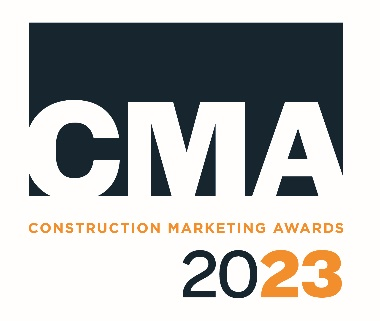 CMA
CONSTRUCTION MARKETING AWARDS
2023